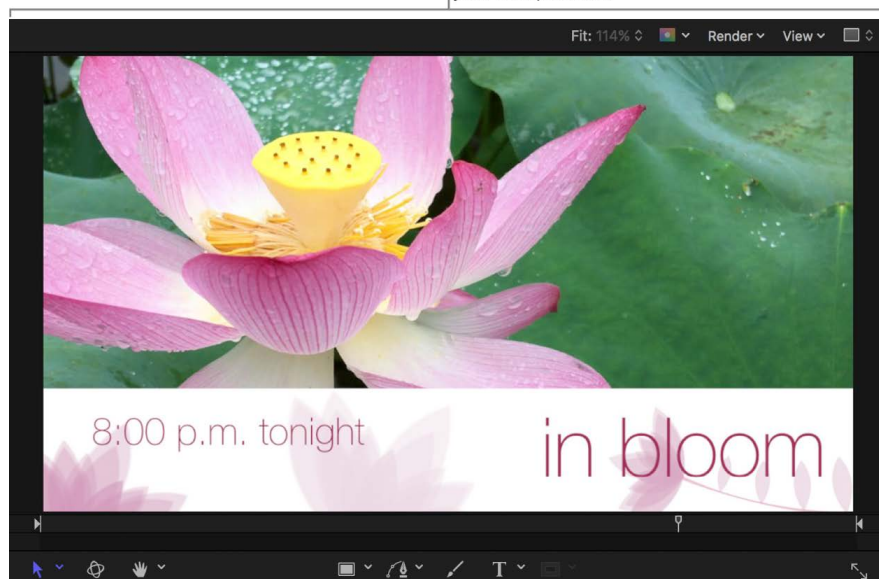 Fit: 114%
Render
View
8:00 p.m. tonight
in bloom
T